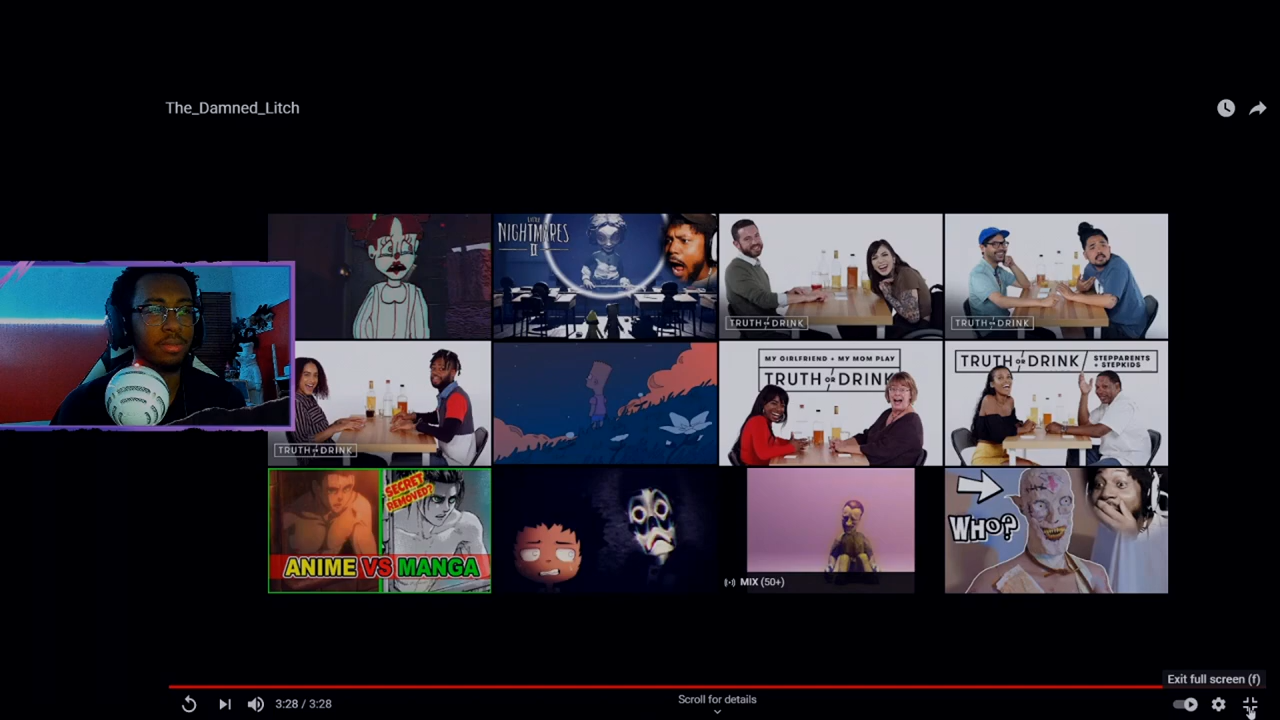 The_Damned_Litch
LITTLE
NIGHTMARES
II
TRUTH OR DRINK
TRUTH OR DRINK
TRUTH OR DRINK
MY GIRLFRIEND + MY MOM PLAY
TRUTH OR DRINK
TRUTH OR DRINK
STEPPARENTS
+ STEPKIDS
SECRET
REMOVED?
ANIME VS MANGA
MIX (50+)
WHO?
Exit full screen (f)
3:28 / 3:28
Scroll for details